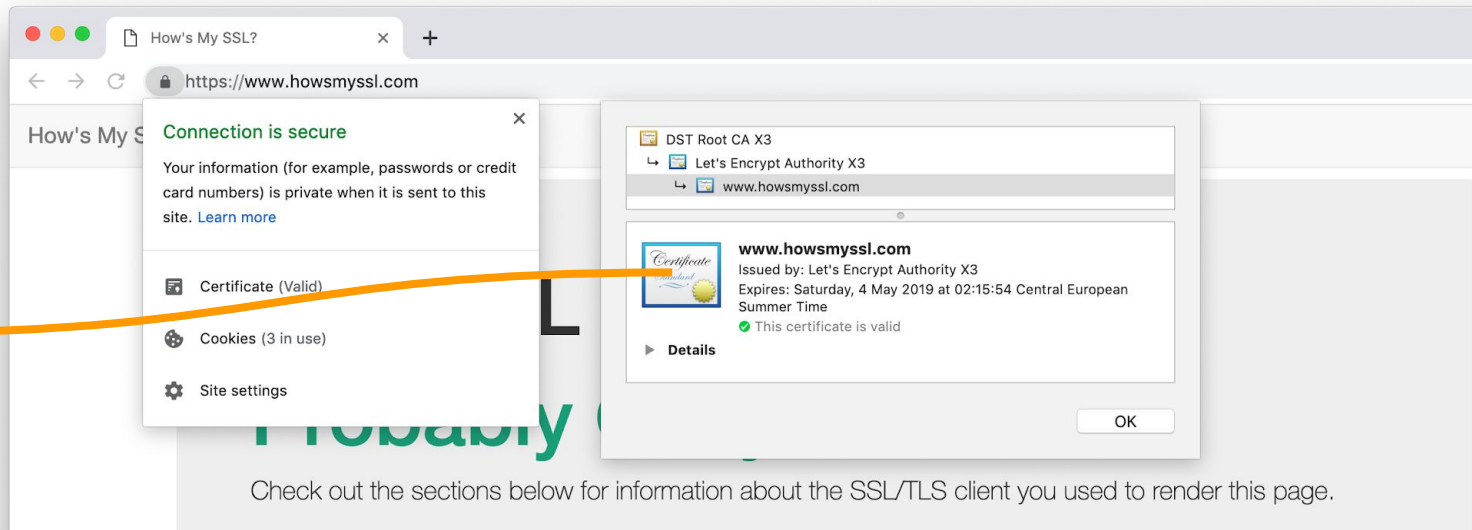 How's My SSL?
https://www.howsmyssl.com
How's My S
Connection is secure
Your information (for example, passwords or credit
card numbers) is private when it is sent to this
site. Learn more
Certificate (Valid)
Cookies (3 in use)
Site settings
DST Root CA X3
Let's Encrypt Authority X3
www.howsmyssl.com
Certificate
Standard
www.howsmyssl.com
Issued by: Let's Encrypt Authority X3
Expires: Saturday, 4 May 2019 at 02:15:54 Central European
Summer Time
This certificate is valid
Details
OK
L
Probably
Check out the sections below for information about the SSL/TLS client you used to render this page.